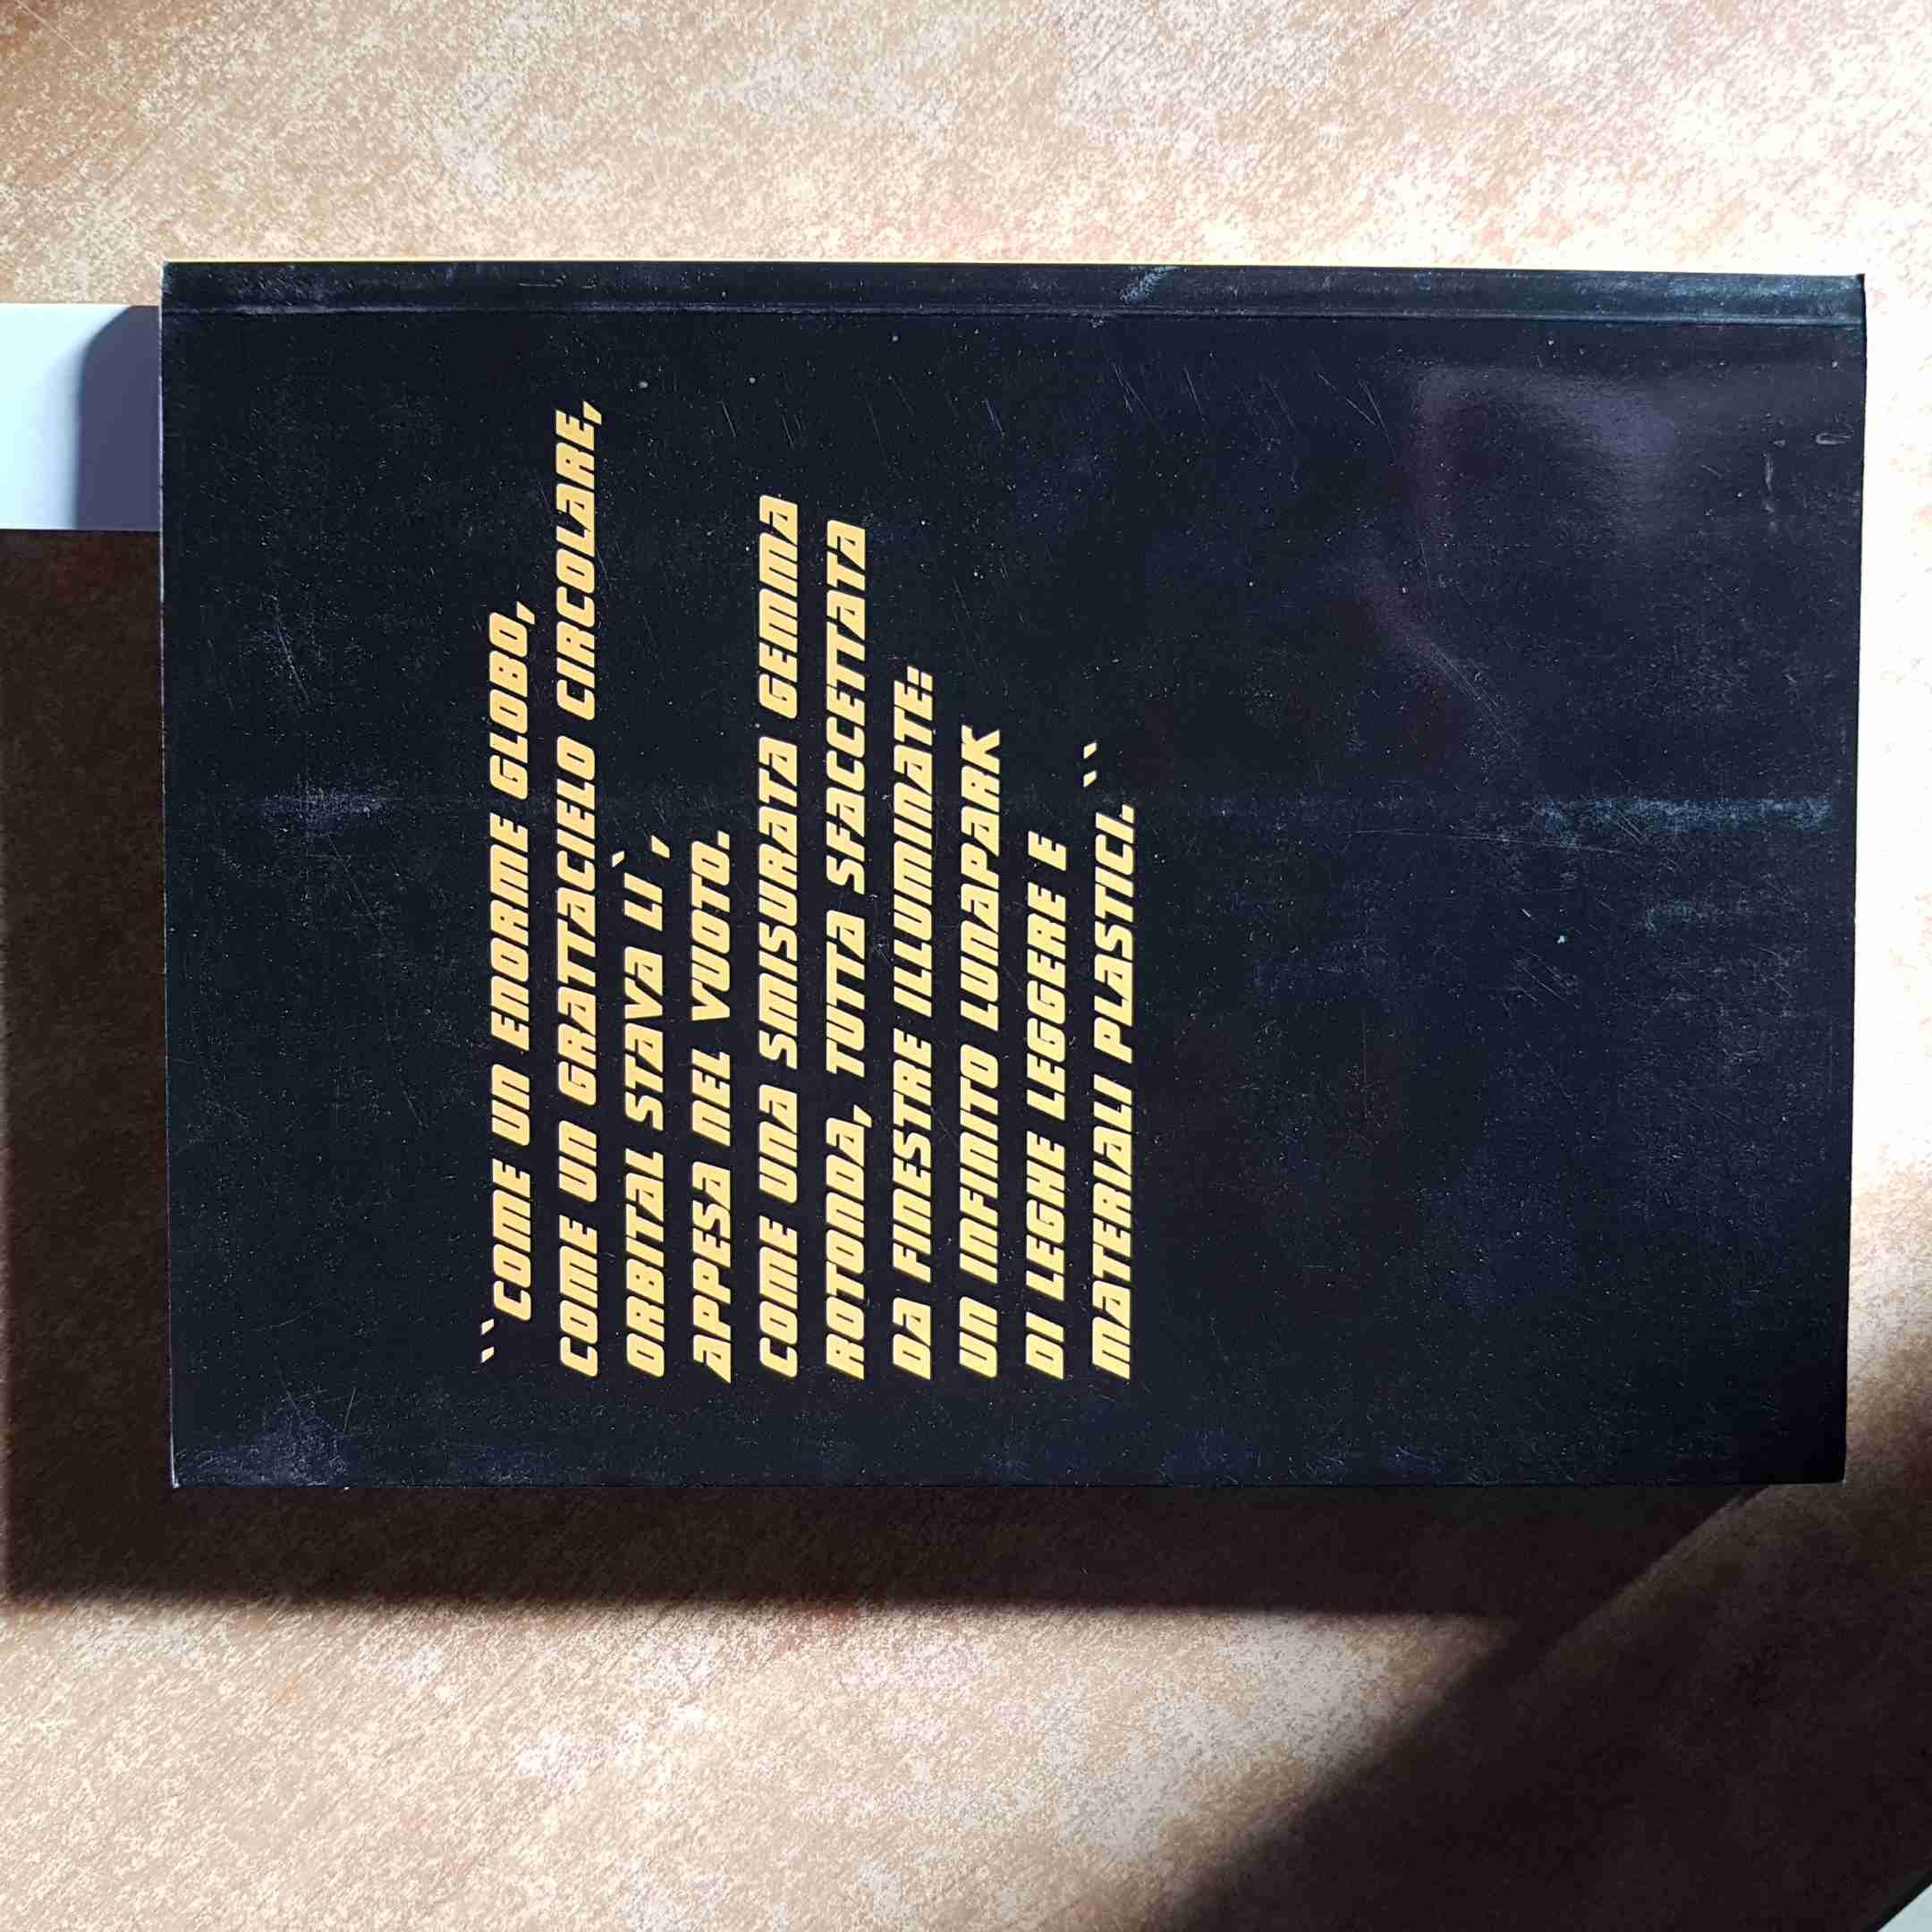 "COME UN ENORME GLOBO,
COME UN GRATTACIELO CIRCOLARE,
ORBITAL STAVA LI`,
APPESA NEL VUOTO.
COME UNA SMISURATA GEMMA
ROTONDA, TUTTA SFACCETTATA
DA FINESTRE ILLUMINATE:
UN INFINITO LUNAPARK
DI LEGHE LEGGERE E
MATERIALI PLASTICI."